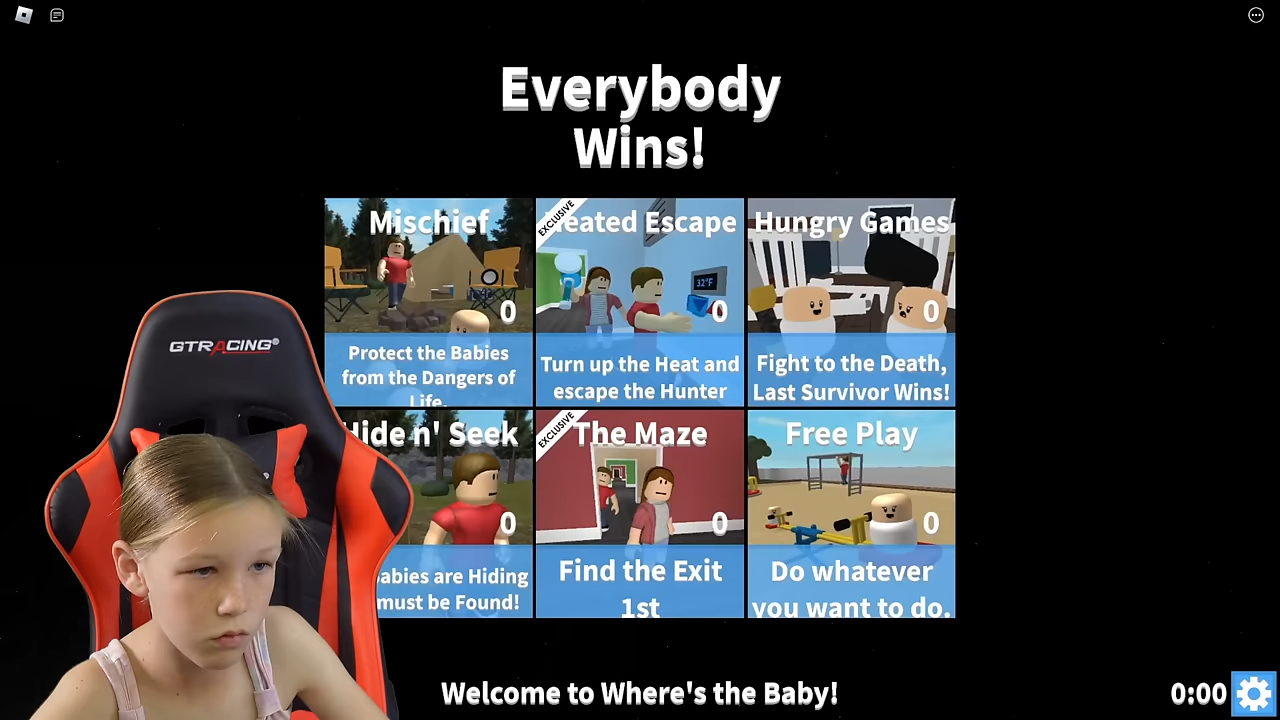 Everybody
Wins!
Mischief
0
Protect the Babies
from the Dangers of
Life.
EXCLUSIVE
eated Escape
32°F
0
Turn up the Heat and
escape the Hunter
Hungry Games
0
Fight to the Death,
Last Survivor Wins!
GTRACING®
Hide n' Seek
0
abies are Hiding
must be Found!
EXCLUSIVE
The Maze
0
Find the Exit
1st
Free Play
0
Do whatever
you want to do.
Welcome to Where's the Baby!
0:00